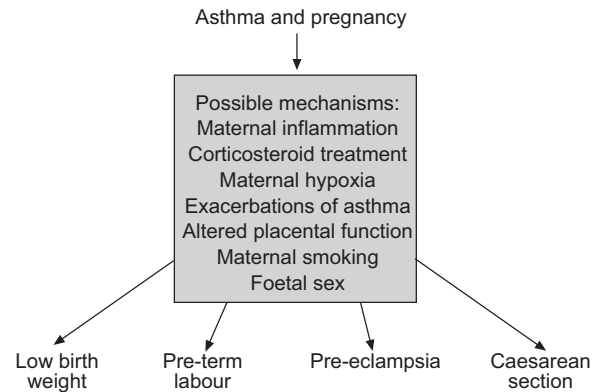 Asthma and pregnancy
Possible mechanisms:
Maternal inflammation
Corticosteroid treatment
Maternal hypoxia
Exacerbations of asthma
Altered placental function
Maternal smoking
Foetal sex
Low birth
weight
Pre-term
labour
Pre-eclampsia
Caesarean
section